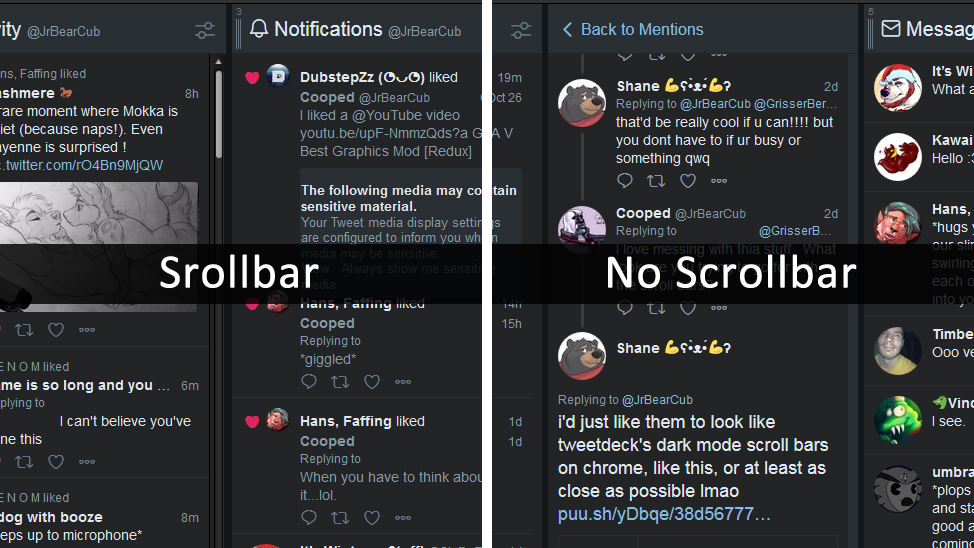 ity @JrBearCub
ns, Faffing liked
ashmere 8h
rare moment where Mokka is
iet (because naps!). Even
ayenne is surprised !
c.twitter.com/rO4Bn9MjQW
E N O M liked
ame is so long and you ... 6m
plying to
I can't believe you've
ne this
E N O M liked
dog with booze 8m
eeps up to microphone*
3
Notifications @JrBearCub
DubstepZz (◔ᴗ◔) liked 19m
Cooped @JrBearCub Oct 26
I liked a @YouTube video
youtu.be/upF-NmmzQds?a G A V
Best Graphics Mod [Redux]
The following media may contain
sensitive material.
Your Tweet media display settings
are configured to inform you when
media may be sensitive.
Always show me sensitive
media
Srollbar
Hans, Faffing liked 14h
Cooped 15h
Replying to
*giggled*
Hans, Faffing liked 1d
Cooped 1d
Replying to
When you have to think abou
it...lol.
Back to Mentions
Shane 💪ʕ•ᴥ•💪ʔ 2d
Replying to @JrBearCub @GrisserBer...
that'd be really cool if u can!!!! but
you dont have to if ur busy or
something qwq
Cooped @JrBearCub 2d
Replying to @GrisserB...
I love messing with thia stuff.. What
No Scrollbar
Shane 💪ʕ•ᴥ•💪ʔ
Replying to @JrBearCub
i'd just like them to look like
tweetdeck's dark mode scroll bars
on chrome, like this, or at least as
close as possible lmao
puu.sh/yDbqe/38d56777...
5
Messag
It's Wi
What a
Kawai
Hello :3
Hans,
*hugs y
our slin
swirling
each o
into yo
Timbe
Ooo ve
Vinc
I see.
umbra
*plops
and sta
good a
coming